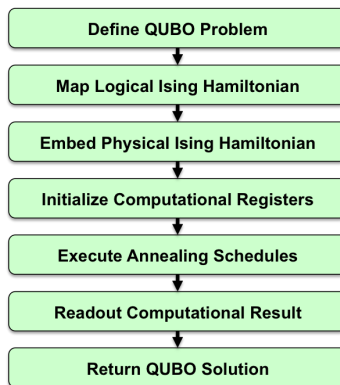 Define QUBO Problem
Map Logical Ising Hamiltonian
Embed Physical Ising Hamiltonian
Initialize Computational Registers
Execute Annealing Schedules
Readout Computational Result
Return QUBO Solution